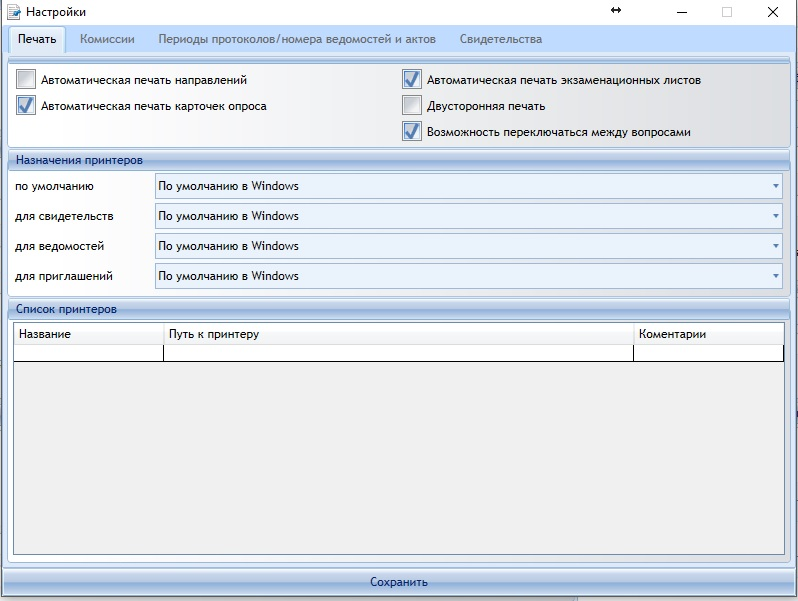 Настройки
Печать Комиссии Периоды протоколов/номера ведомостей и актов Свидетельства
Автоматическая печать направлений
Автоматическая печать экзаменационных листов
Автоматическая печать карточек опроса
Двусторонняя печать
Возможность переключаться между вопросами
Назначения принтеров
по умолчанию По умолчанию в Windows
для свидетельств По умолчанию в Windows
для ведомостей По умолчанию в Windows
для приглашений По умолчанию в Windows
Список принтеров
Название Путь к принтеру Коментарии
Сохранить